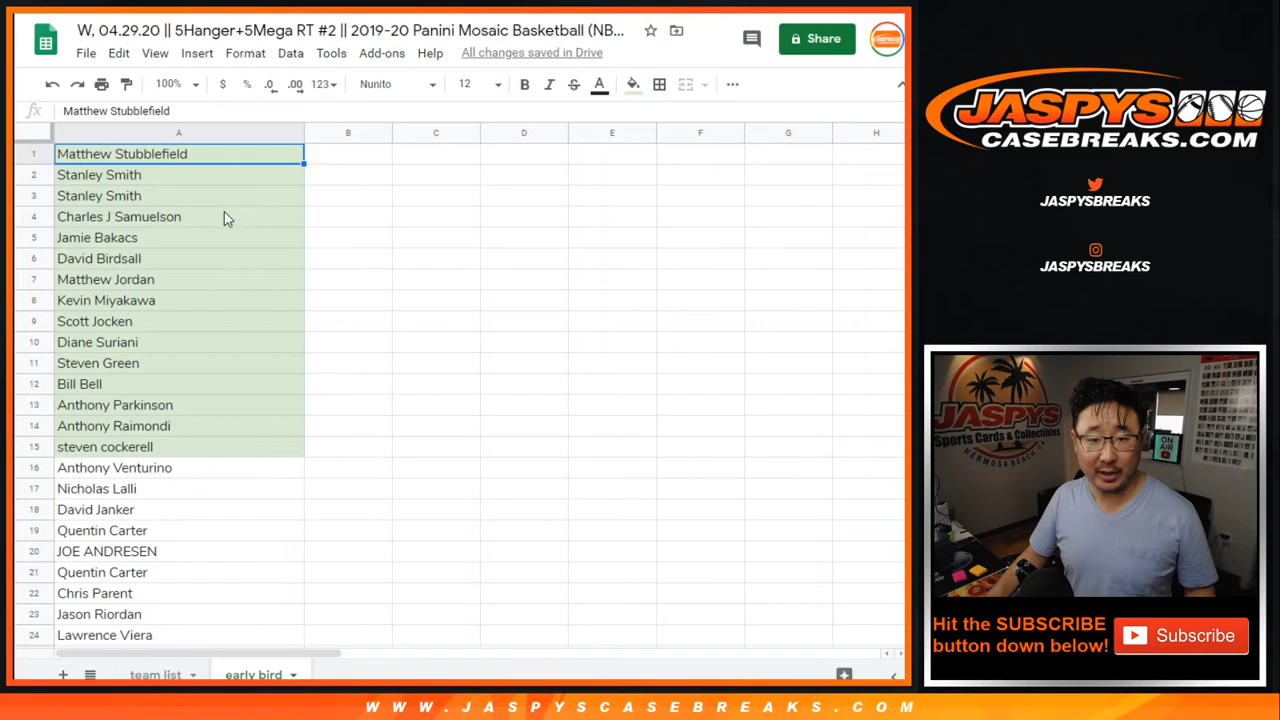 W, 04.29.20 || 5Hanger+5Mega RT #2 || 2019-20 Panini Mosaic Basketball (NB...
File Edit View Insert Format Data Tools Add-ons Help All changes saved in Drive
Share
100% $ % .0 .00 123 Nunito 12 B I S A
fx Matthew Stubblefield
A B C D E F G H
1 Matthew Stubblefield
2 Stanley Smith
3 Stanley Smith
4 Charles J Samuelson
5 Jamie Bakacs
6 David Birdsall
7 Matthew Jordan
8 Kevin Miyakawa
9 Scott Jocken
10 Diane Suriani
11 Steven Green
12 Bill Bell
13 Anthony Parkinson
14 Anthony Raimondi
15 steven cockerell
16 Anthony Venturino
17 Nicholas Lalli
18 David Janker
19 Quentin Carter
20 JOE ANDRESEN
21 Quentin Carter
22 Chris Parent
23 Jason Riordan
24 Lawrence Viera
team list early bird
JASPYS
CASEBREAKS.COM
JASPYSBREAKS
JASPYSBREAKS
JASPYS
Sports Cards & Collectibles
HERMOSA BEACH
ON
AIR
Hit the SUBSCRIBE
button down below!
Subscribe
WWW.JASPYSCASEBREAKS.COM